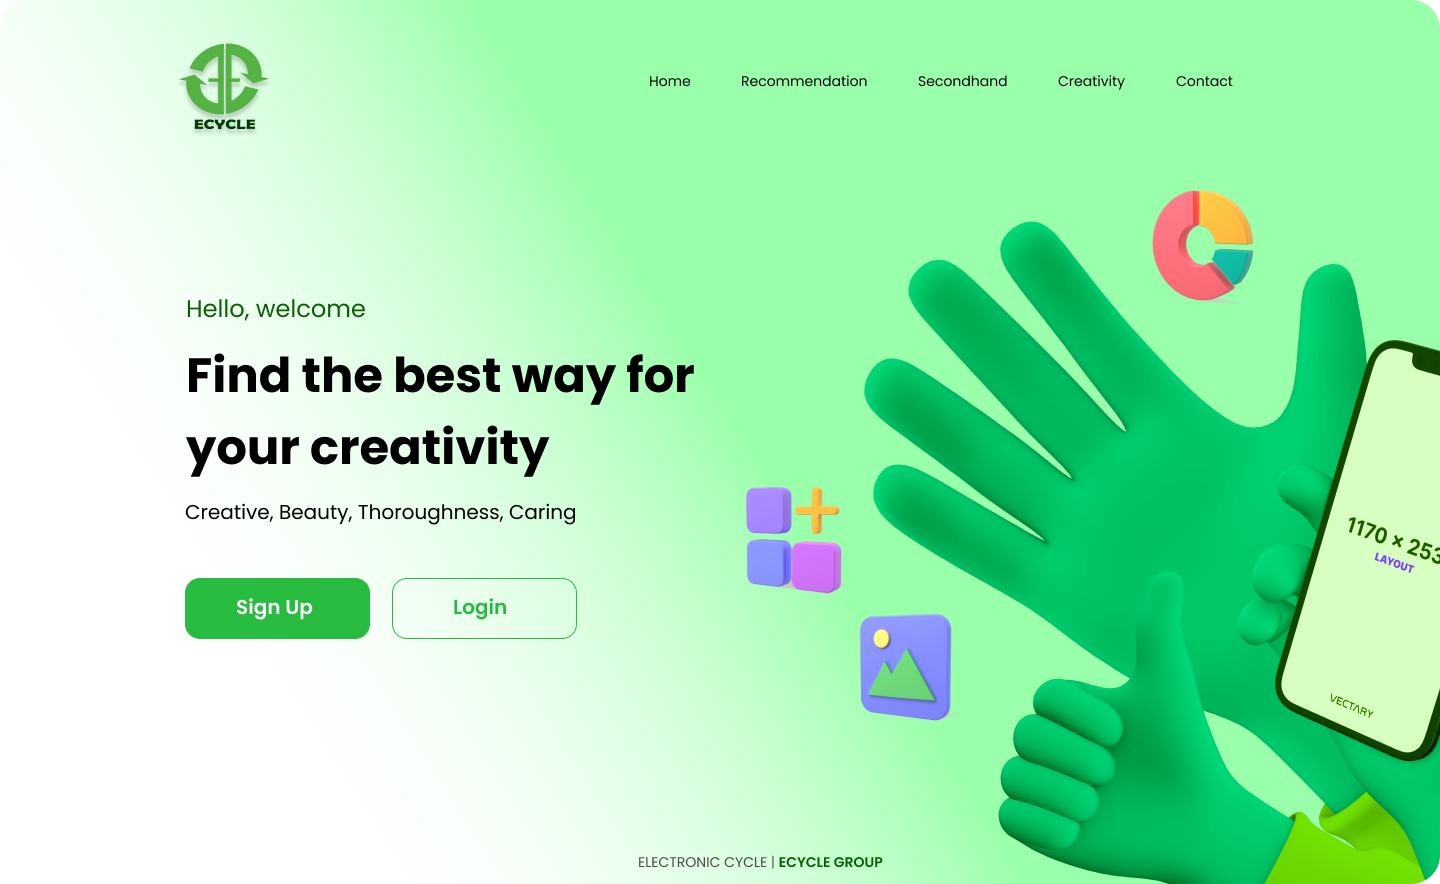 ECYCLE
Home Recommendation Secondhand Creativity Contact
Hello, welcome
Find the best way for
your creativity
Creative, Beauty, Thoroughness, Caring
Sign Up Login
1170 × 253
LAYOUT
VECTARY
ELECTRONIC CYCLE | ECYCLE GROUP